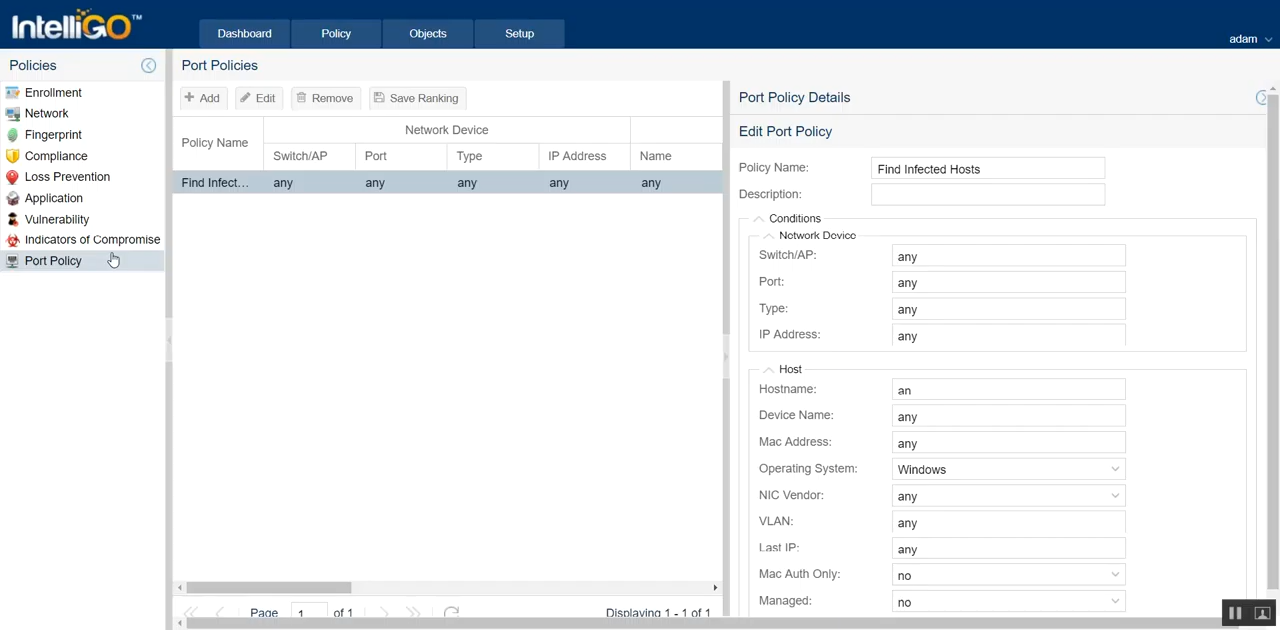 IntelliGO™
Dashboard Policy Objects Setup
adam
Policies
Enrollment
Network
Fingerprint
Compliance
Loss Prevention
Application
Vulnerability
Indicators of Compromise
Port Policy
Port Policies
Add Edit Remove Save Ranking
Network Device
Policy Name
Switch/AP Port Type IP Address Name
Find Infect... any any any any any
Page 1 of 1 Displaying 1 - 1 of 1
Port Policy Details
Edit Port Policy
Policy Name: Find Infected Hosts
Description:
Conditions
Network Device
Switch/AP: any
Port: any
Type: any
IP Address: any
Host
Hostname: an
Device Name: any
Mac Address: any
Operating System: Windows
NIC Vendor: any
VLAN: any
Last IP: any
Mac Auth Only: no
Managed: no